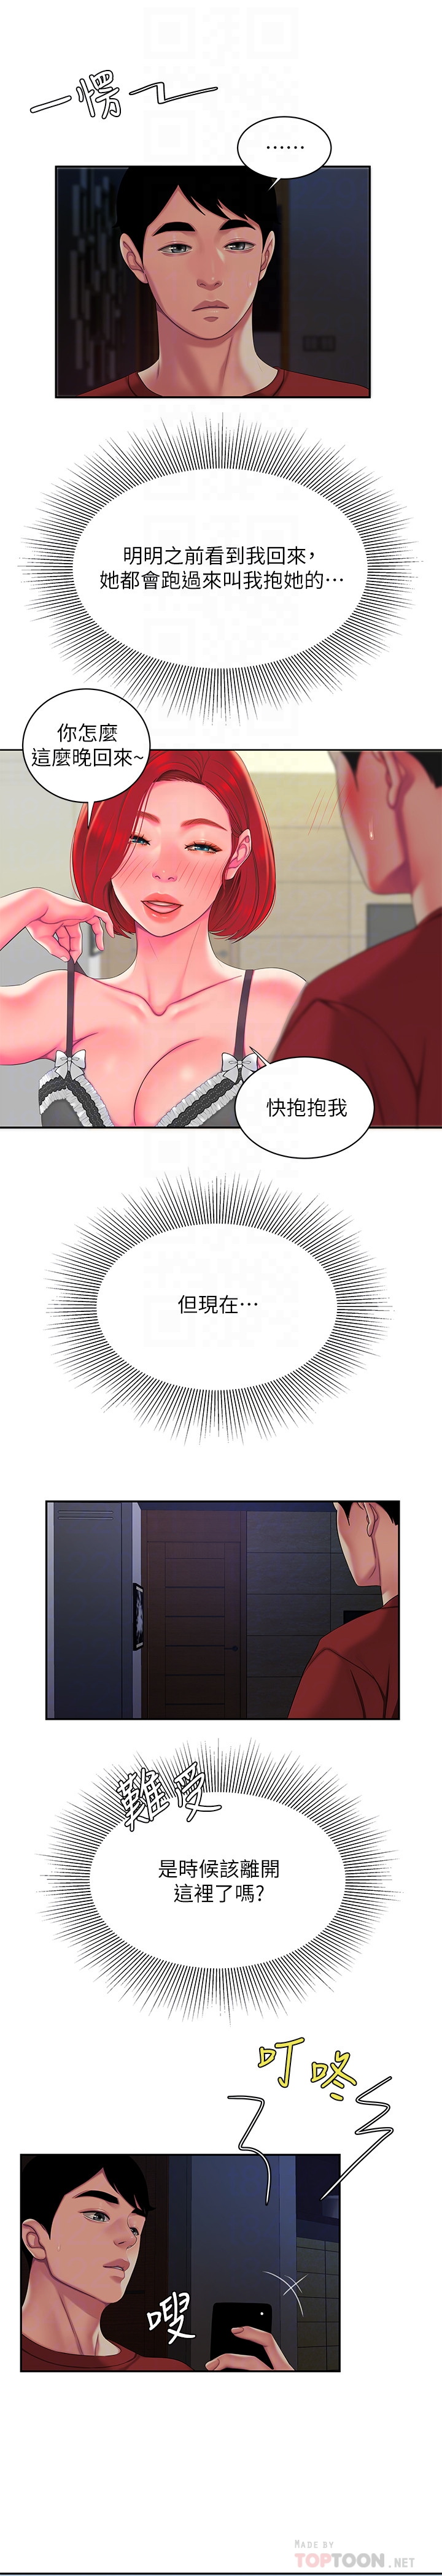 一愣
……
明明之前看到我回來,
她都會跑過來叫我抱她的…
你怎麼
這麼晚回來~
快抱抱我
但現在…
難受
是時候該離開
這裡了嗎?
叮咚
嗖
MADE BY
TOPTOON.NET